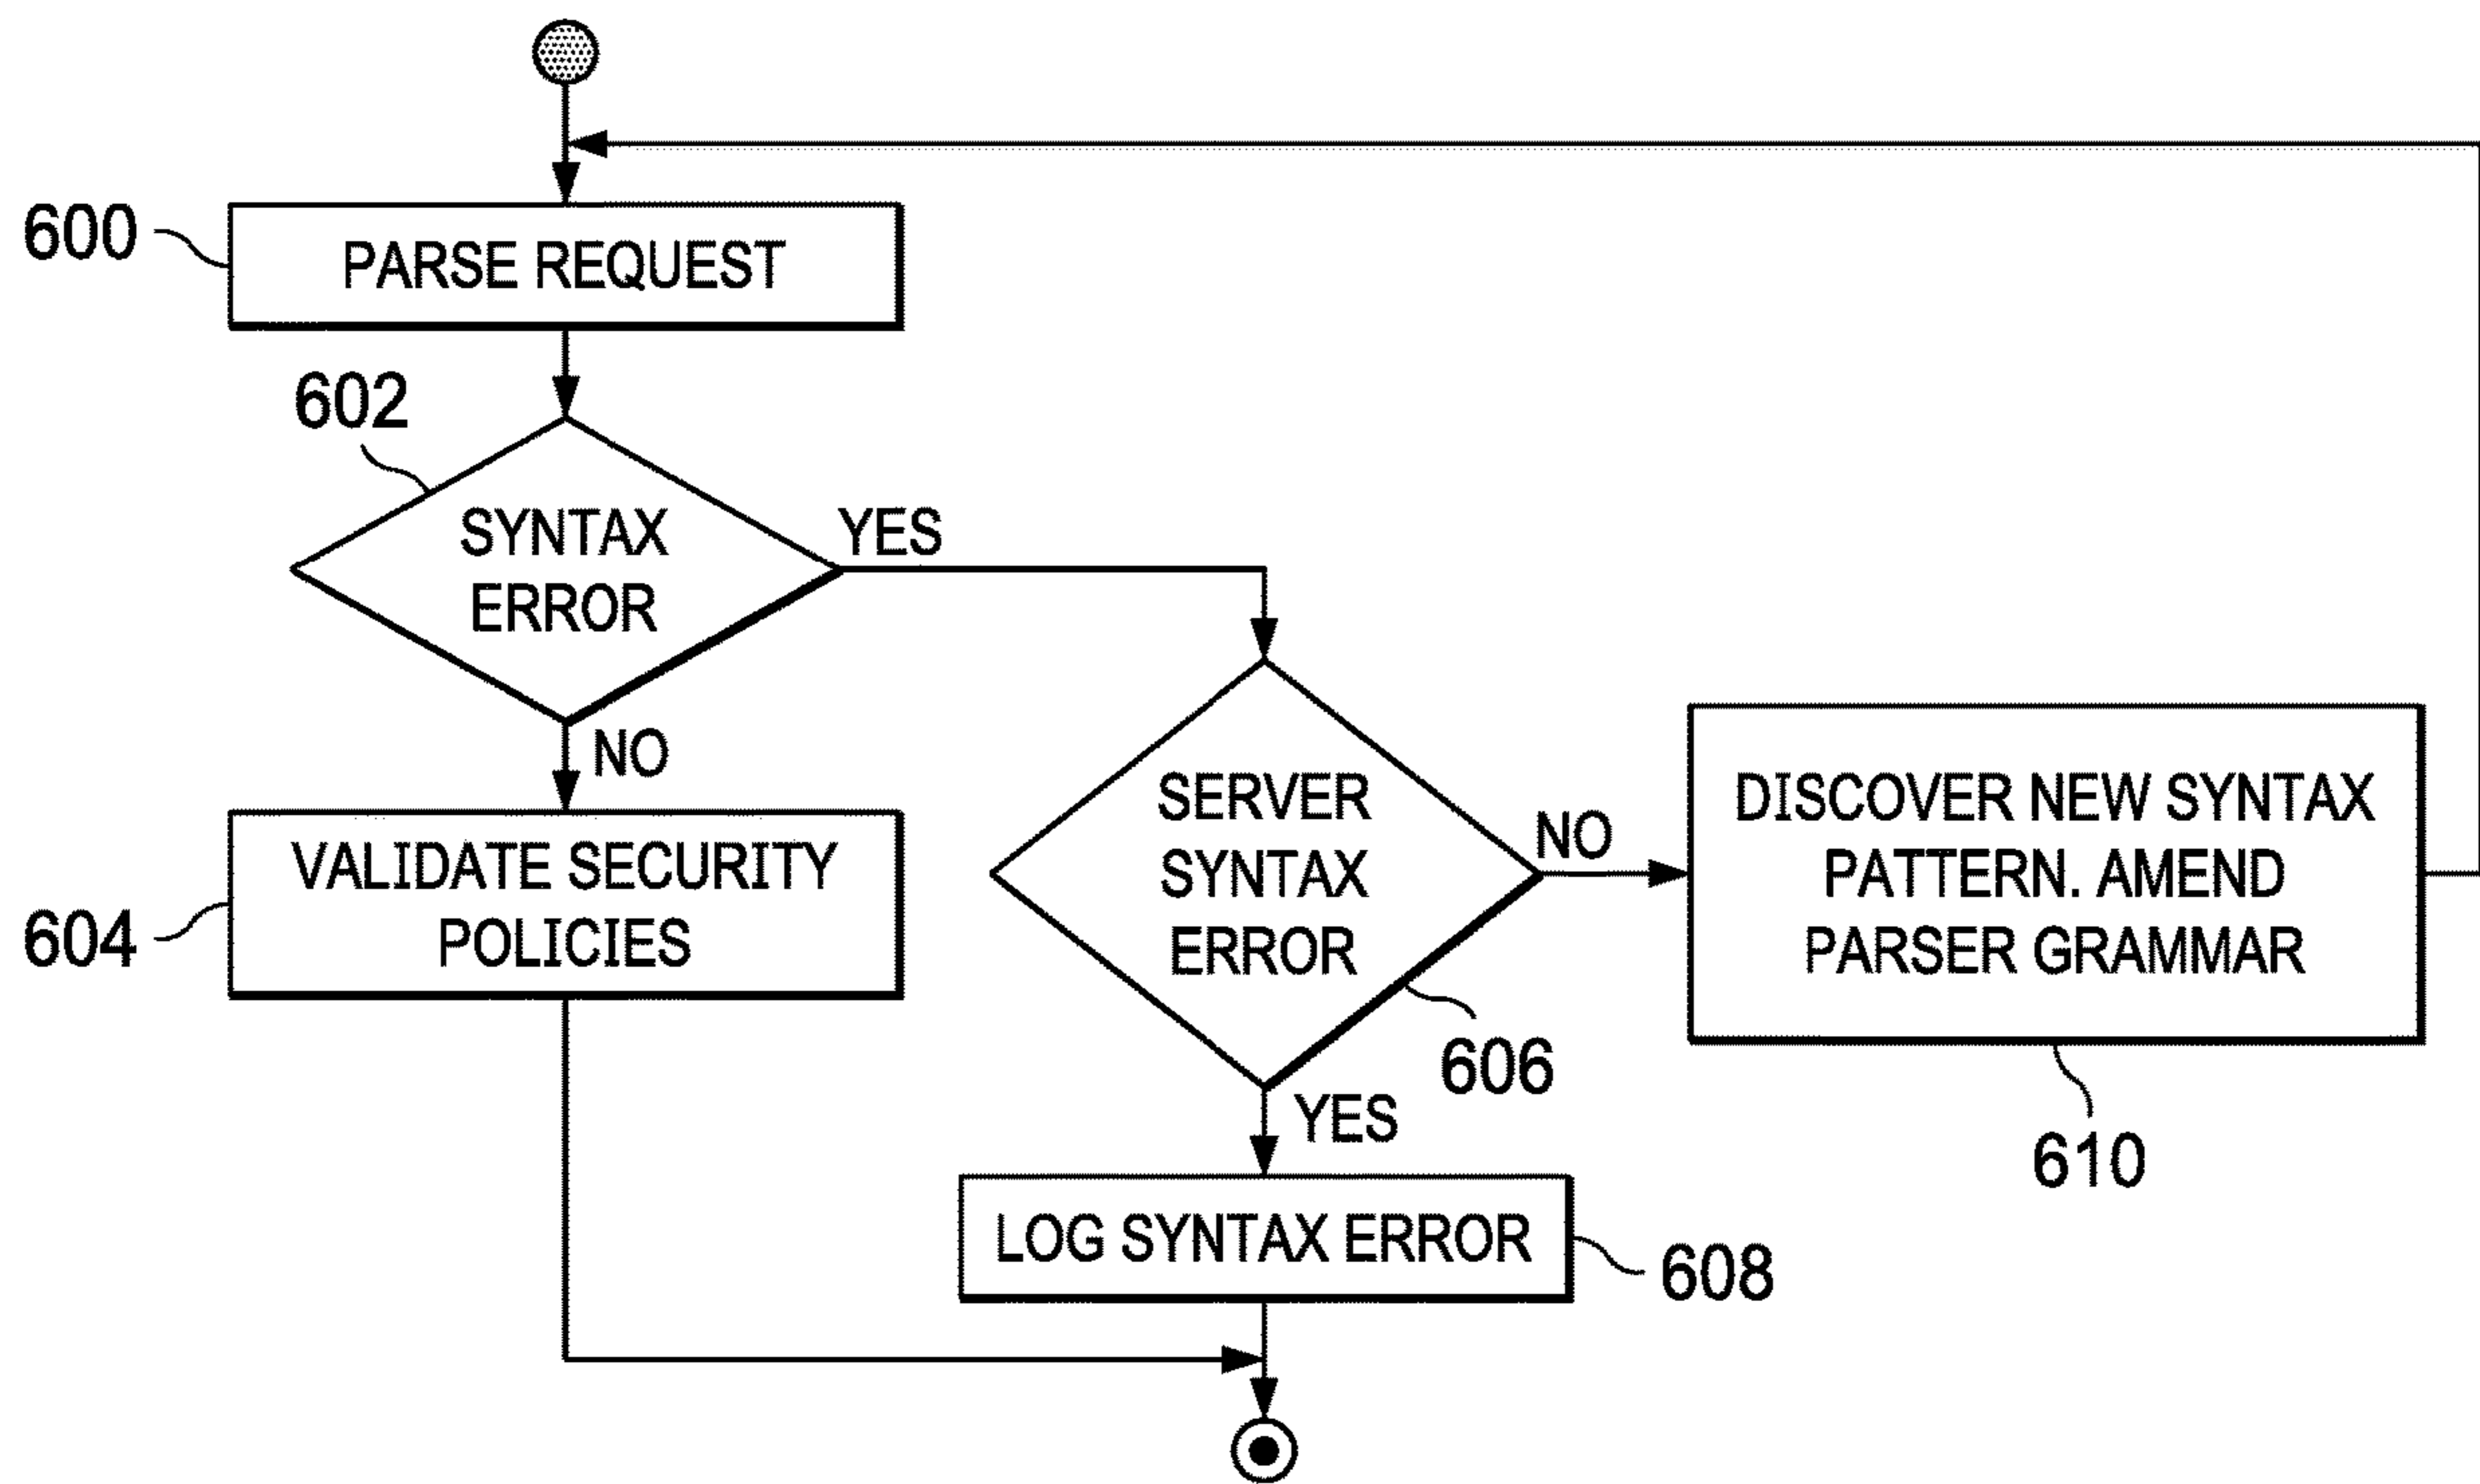 600
PARSE REQUEST
602
SYNTAX
ERROR
YES
NO
604
VALIDATE SECURITY
POLICIES
SERVER
SYNTAX
ERROR
606
NO
YES
DISCOVER NEW SYNTAX
PATTERN. AMEND
PARSER GRAMMAR
610
LOG SYNTAX ERROR
608